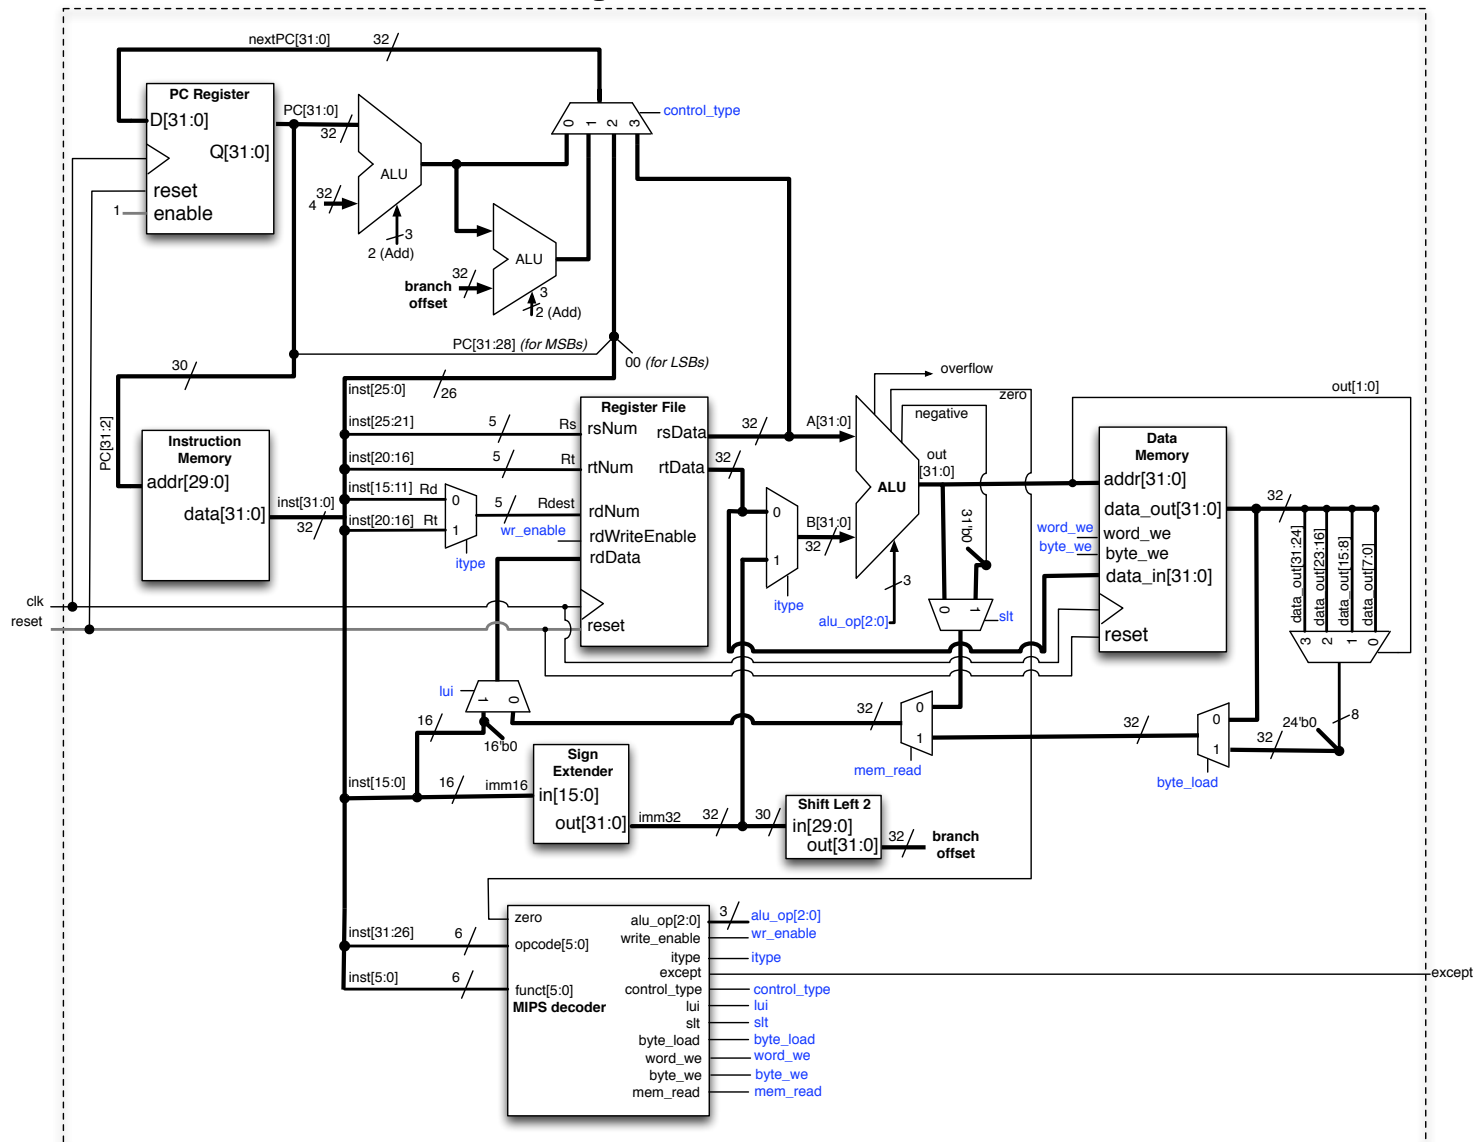 nextPC[31:0]
32
PC Register
D[31:0]
Q[31:0]
reset
enable
1
PC[31:0]
32
32
4
ALU
3
2 (Add)
ALU
32
branch
offset
3
2 (Add)
0
1
2
3
control_type
PC[31:28] (for MSBs)
00 (for LSBs)
30
PC[31:2]
inst[25:0]
26
Instruction
Memory
addr[29:0]
data[31:0]
inst[31:0]
32
inst[25:21]
5
Rs
inst[20:16]
5
Rt
inst[15:11]
Rd
inst[20:16]
Rt
0
1
5
Rdest
itype
wr_enable
Register File
rsNum
rsData
rtNum
rtData
rdNum
rdWriteEnable
rdData
reset
32
32
0
1
itype
A[31:0]
B[31:0]
32
ALU
overflow
zero
negative
out
[31:0]
3
alu_op[2:0]
31'b0
0
1
slt
out[1:0]
Data
Memory
addr[31:0]
data_out[31:0]
word_we
byte_we
data_in[31:0]
reset
word_we
byte_we
32
data_out[31:24]
data_out[23:16]
data_out[15:8]
data_out[7:0]
3
2
1
0
clk
reset
lui
1
0
16
16'b0
32
0
1
mem_read
32
0
1
byte_load
32
24'b0
8
inst[15:0]
16
imm16
Sign
Extender
in[15:0]
out[31:0]
imm32
32
30
Shift Left 2
in[29:0]
out[31:0]
32
branch
offset
inst[31:26]
6
inst[5:0]
6
zero
opcode[5:0]
funct[5:0]
MIPS decoder
alu_op[2:0]
write_enable
itype
except
control_type
lui
slt
byte_load
word_we
byte_we
mem_read
3
alu_op[2:0]
wr_enable
itype
except
control_type
lui
slt
byte_load
word_we
byte_we
mem_read